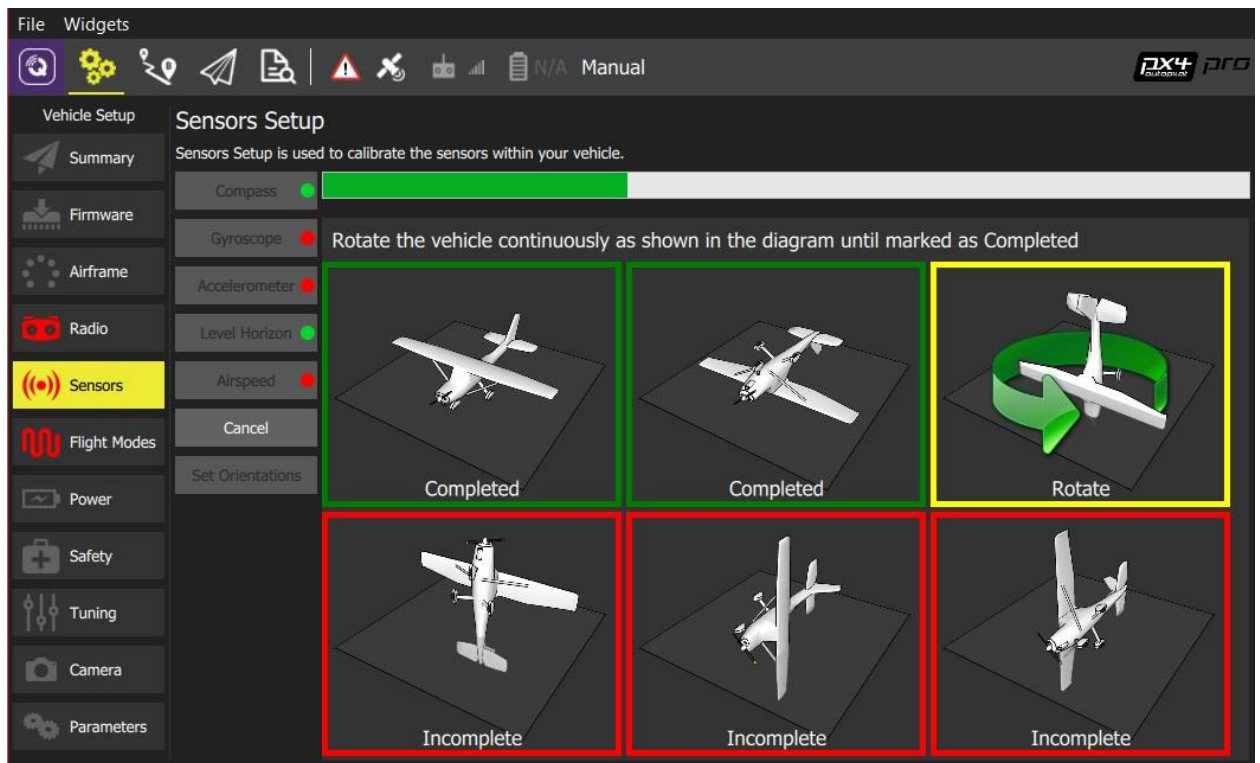 File Widgets
N/A Manual
px4 pro
autopilot
Vehicle Setup
Summary
Firmware
Airframe
Radio
Sensors
Flight Modes
Power
Safety
Tuning
Camera
Parameters
Sensors Setup
Sensors Setup is used to calibrate the sensors within your vehicle.
Compass
Gyroscope
Accelerometer
Level Horizon
Airspeed
Cancel
Set Orientations
Rotate the vehicle continuously as shown in the diagram until marked as Completed
Completed
Completed
Rotate
Incomplete
Incomplete
Incomplete